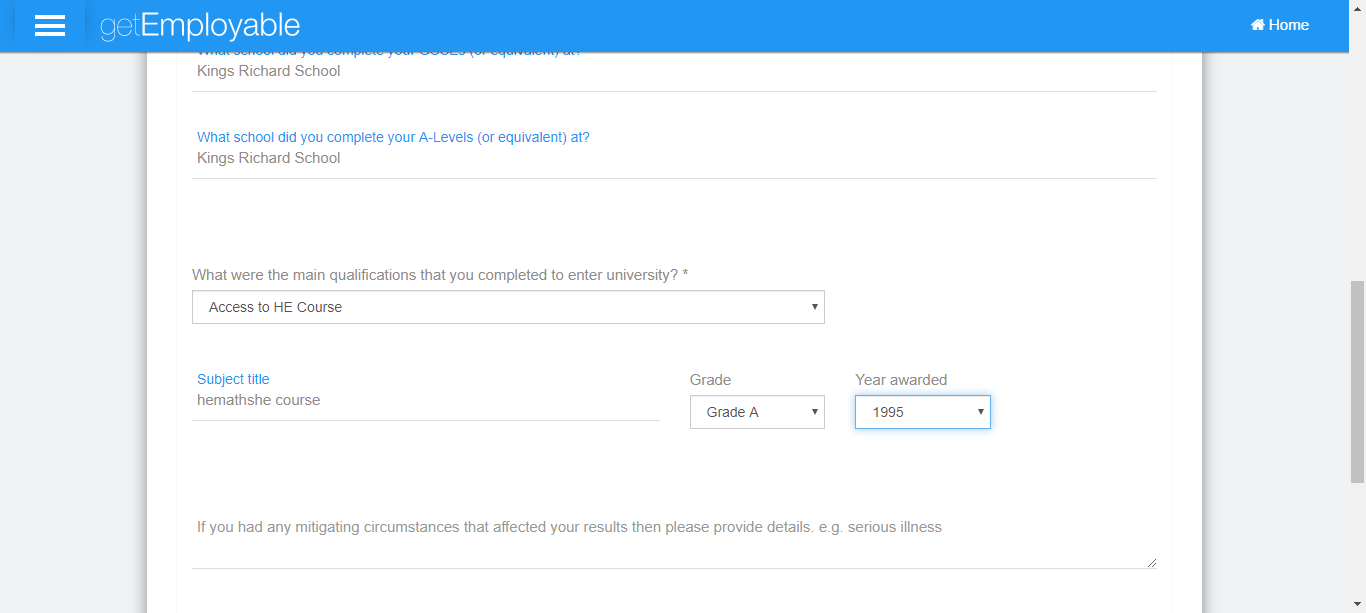 getEmployable
Home
What school did you complete your GCSEs (or equivalent) at?
Kings Richard School
What school did you complete your A-Levels (or equivalent) at?
Kings Richard School
What were the main qualifications that you completed to enter university? *
Access to HE Course
Subject title
Grade
Year awarded
hemathshe course
Grade A
1995
If you had any mitigating circumstances that affected your results then please provide details. e.g. serious illness